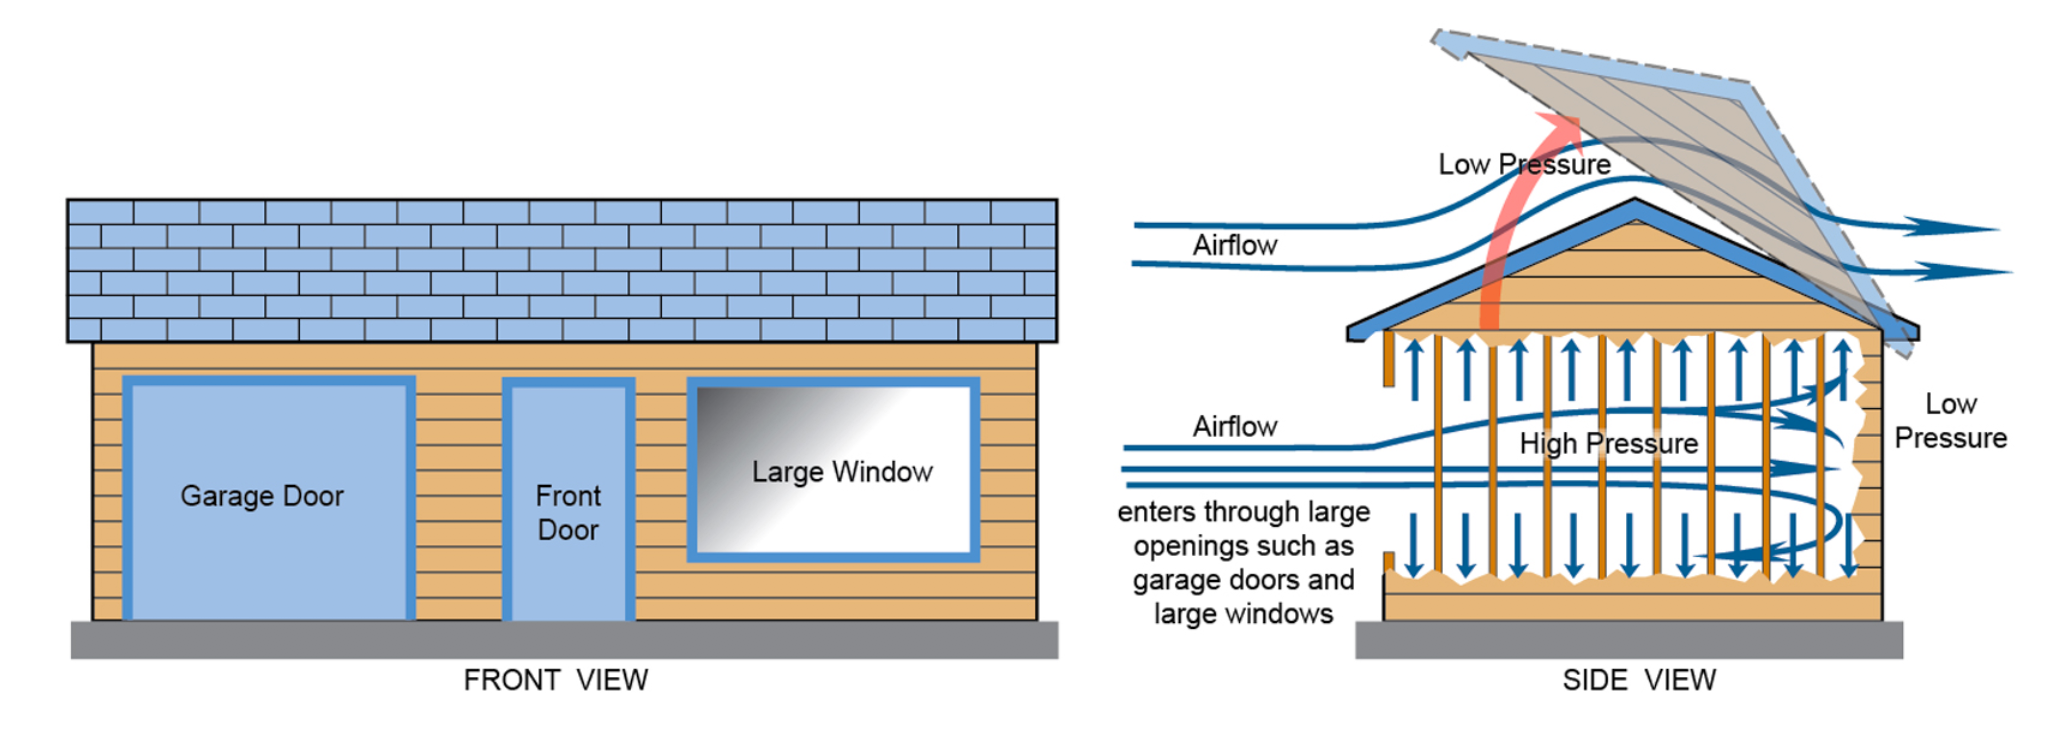 Garage Door
Front
Door
Large Window
FRONT VIEW
Low Pressure
Airflow
Airflow
High Pressure
Low
Pressure
enters through large
openings such as
garage doors and
large windows
SIDE VIEW